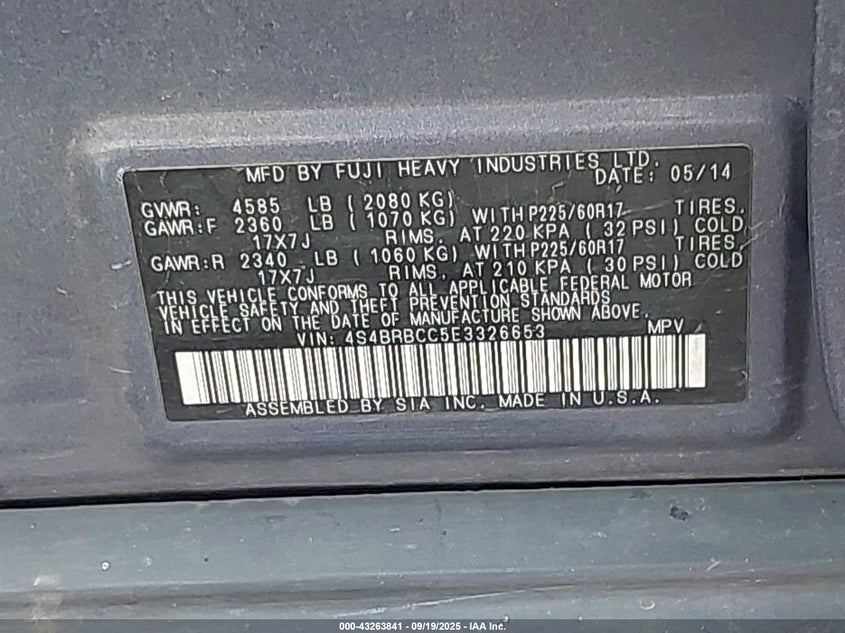 MFD BY FUJI HEAVY INDUSTRIES LTD.
DATE: 05/14
GVWR: 4585 LB ( 2080 KG)
GAWR:F 2360 LB ( 1070 KG) WITH P225/60R17 TIRES,
17X7J RIMS, AT 220 KPA ( 32 PSI) COLD
GAWR:R 2340 LB ( 1060 KG) WITH P225/60R17 TIRES,
17X7J RIMS, AT 210 KPA ( 30 PSI) COLD
THIS VEHICLE CONFORMS TO ALL APPLICABLE FEDERAL MOTOR
VEHICLE SAFETY AND THEFT PREVENTION STANDARDS
IN EFFECT ON THE DATE OF MANUFACTURE SHOWN ABOVE.
VIN: 4S4BRBCC5E3326653 MPV
ASSEMBLED BY SIA INC. MADE IN U.S.A.
000-43263841 - 09/19/2025 - IAA Inc.